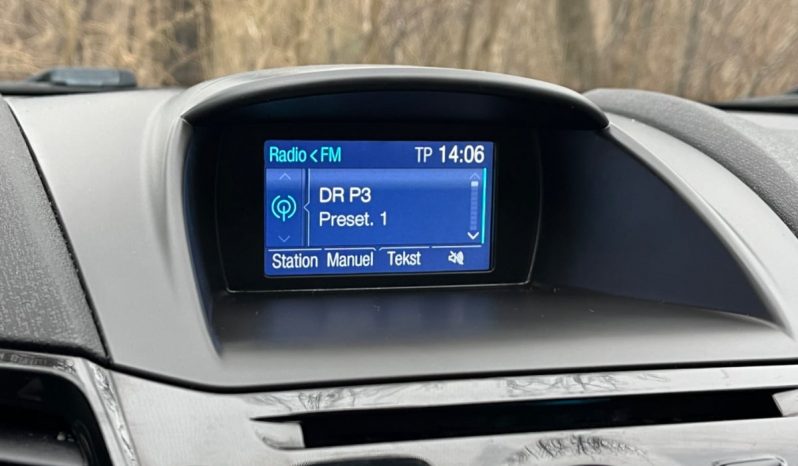 Radio < FM TP 14:06
DR P3
Preset. 1
Station Manuel Tekst